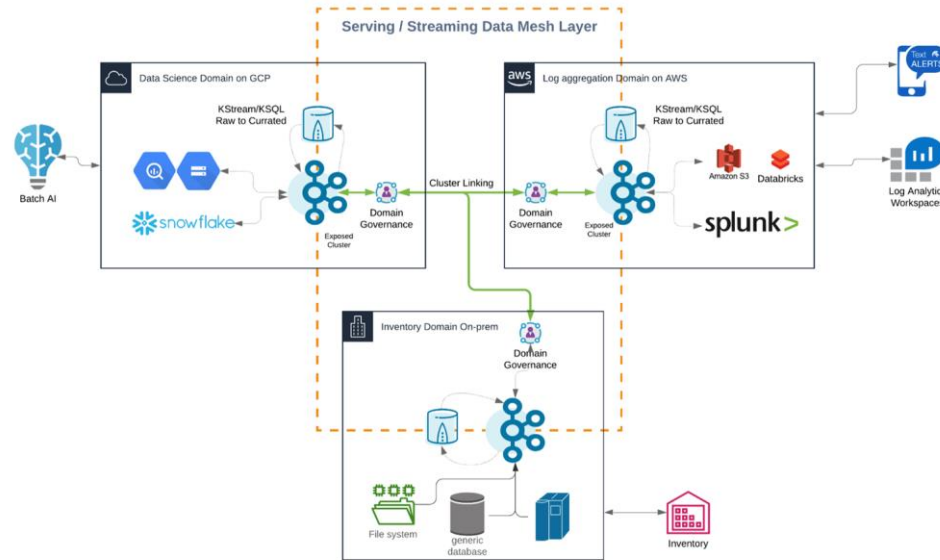 Serving / Streaming Data Mesh Layer
Data Science Domain on GCP
KStream/KSQL
Raw to Currated
Batch AI
snowflake
Exposed
Cluster
Domain
Governance
Cluster Linking
aws
Log aggregation Domain on AWS
KStream/KSQL
Raw to Currated
Domain
Governance
Exposed
Cluster
Amazon S3
Databricks
splunk>
Text
ALERTS
Log Analytic
Workspaces
Inventory Domain On-prem
Domain
Governance
File system
generic
database
Inventory